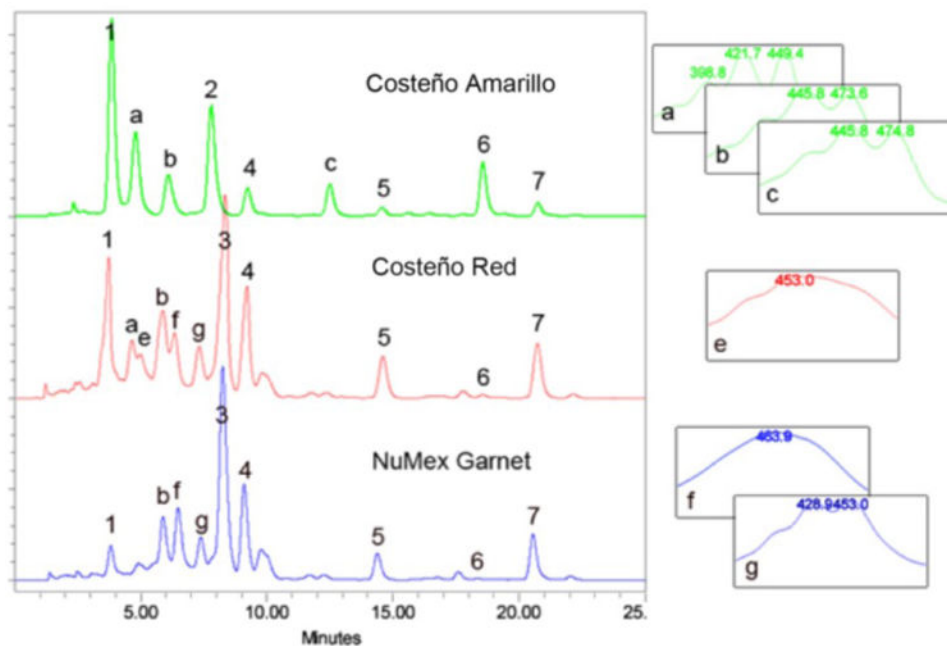 1
a
b
2
4
c
5
6
7
Costeño Amarillo
1
a
e
b
f
g
3
4
5
6
7
Costeño Red
1
b
f
g
3
4
5
6
7
NuMex Garnet
5.00 10.00 15.00 20.00 25.
Minutes
398.8 421.7 449.4
a
445.8 473.6
b
445.8 474.8
c
453.0
e
463.9
f
428.9 453.0
g